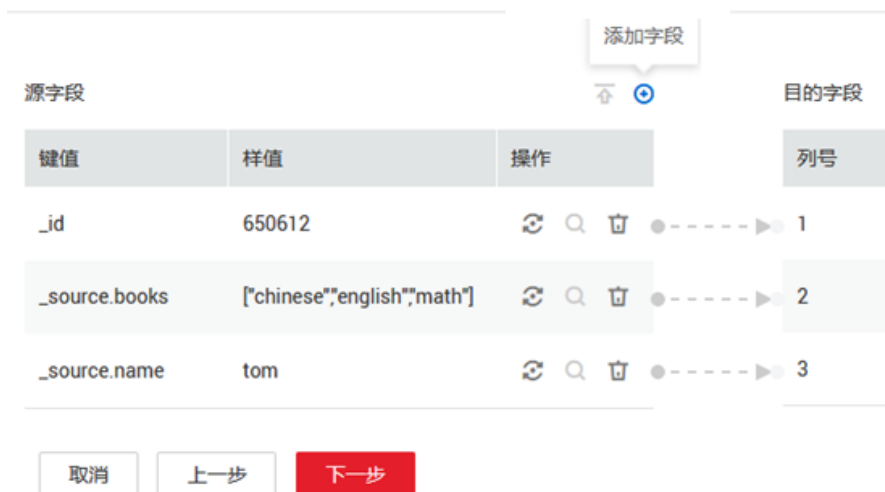 添加字段
源字段
目的字段
键值 样值 操作 列号
_id 650612 1
_source.books ["chinese","english","math"] 2
_source.name tom 3
取消 上一步 下一步